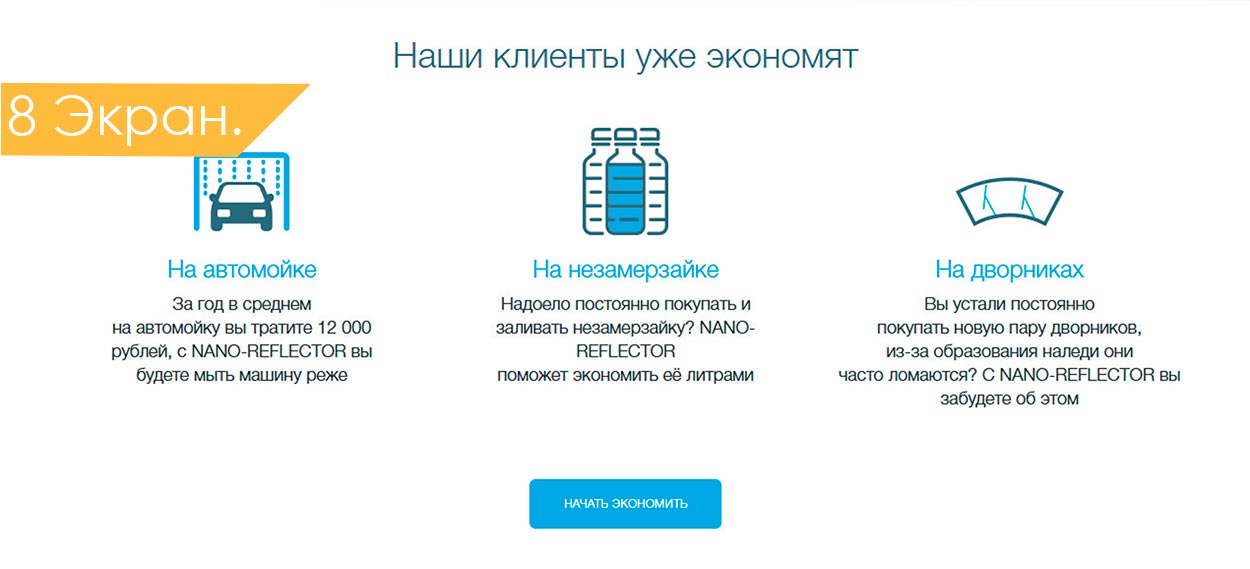 Наши клиенты уже экономят
8 Экран.
На автомойке
За год в среднем
на автомойку вы тратите 12 000
рублей, с NANO-REFLECTOR вы
будете мыть машину реже
На незамерзайке
Надоело постоянно покупать и
заливать незамерзайку? NANO-
REFLECTOR
поможет экономить её литрами
На дворниках
Вы устали постоянно
покупать новую пару дворников,
из-за образования наледи они
часто ломаются? С NANO-REFLECTOR вы
забудете об этом
НАЧАТЬ ЭКОНОМИТЬ